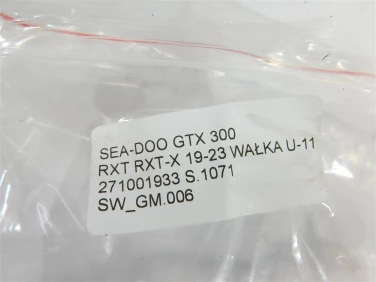 SEA-DOO GTX 300
RXT RXT-X 19-23 WAŁKA U-11
271001933 S.1071
SW_GM.006